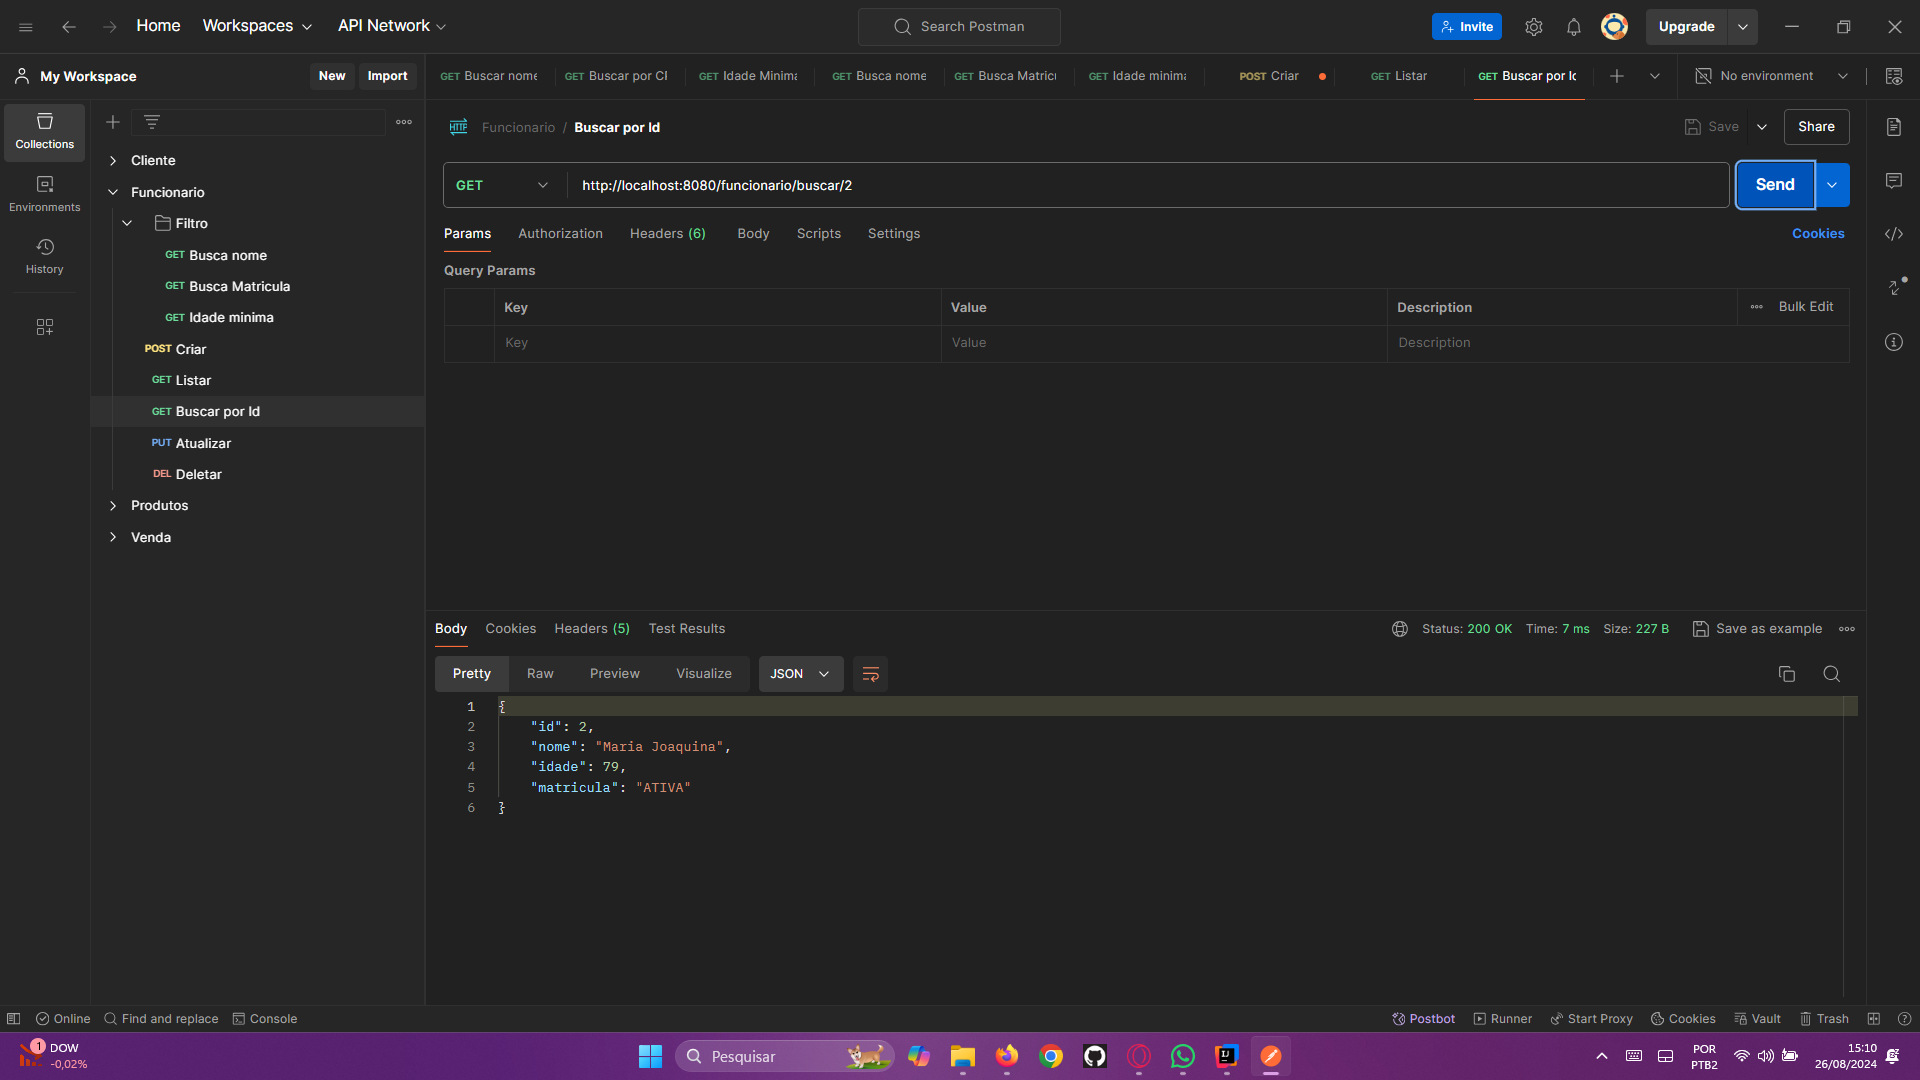 Home
Workspaces
API Network
Search Postman
Invite
Upgrade
My Workspace
New
Import
GET Buscar nome
GET Buscar por CI
GET Idade Minima
GET Busca nome
GET Busca Matricu
GET Idade minima
POST Criar
GET Listar
GET Buscar por Id
No environment
Collections
Environments
History
Cliente
Funcionario
Filtro
GET Busca nome
GET Busca Matricula
GET Idade minima
POST Criar
GET Listar
GET Buscar por Id
PUT Atualizar
DEL Deletar
Produtos
Venda
HTTP
Funcionario / Buscar por Id
Save
Share
GET
http://localhost:8080/funcionario/buscar/2
Send
Params
Authorization
Headers (6)
Body
Scripts
Settings
Cookies
Query Params
Key
Value
Description
Bulk Edit
Key
Value
Description
Body
Cookies
Headers (5)
Test Results
Status: 200 OK
Time: 7 ms
Size: 227 B
Save as example
Pretty
Raw
Preview
Visualize
JSON
1 {
2 "id": 2,
3 "nome": "Maria Joaquina",
4 "idade": 79,
5 "matricula": "ATIVA"
6 }
Online
Find and replace
Console
Postbot
Runner
Start Proxy
Cookies
Vault
Trash
1
DOW
-0,02%
Pesquisar
IJ
POR
PTB2
15:10
26/08/2024